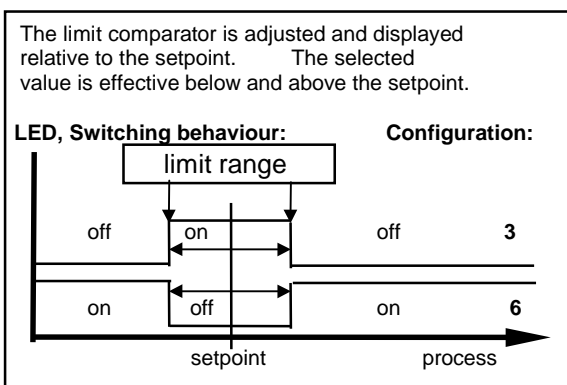 The limit comparator is adjusted and displayed
relative to the setpoint. The selected
value is effective below and above the setpoint.
LED, Switching behaviour: Configuration:
limit range
off on off 3
on off on 6
setpoint process